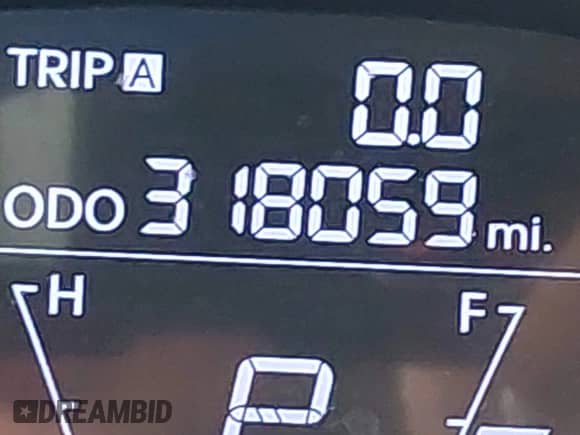 TRIP A 0.0
ODO 318059 mi.
H F
P
DREAMBID